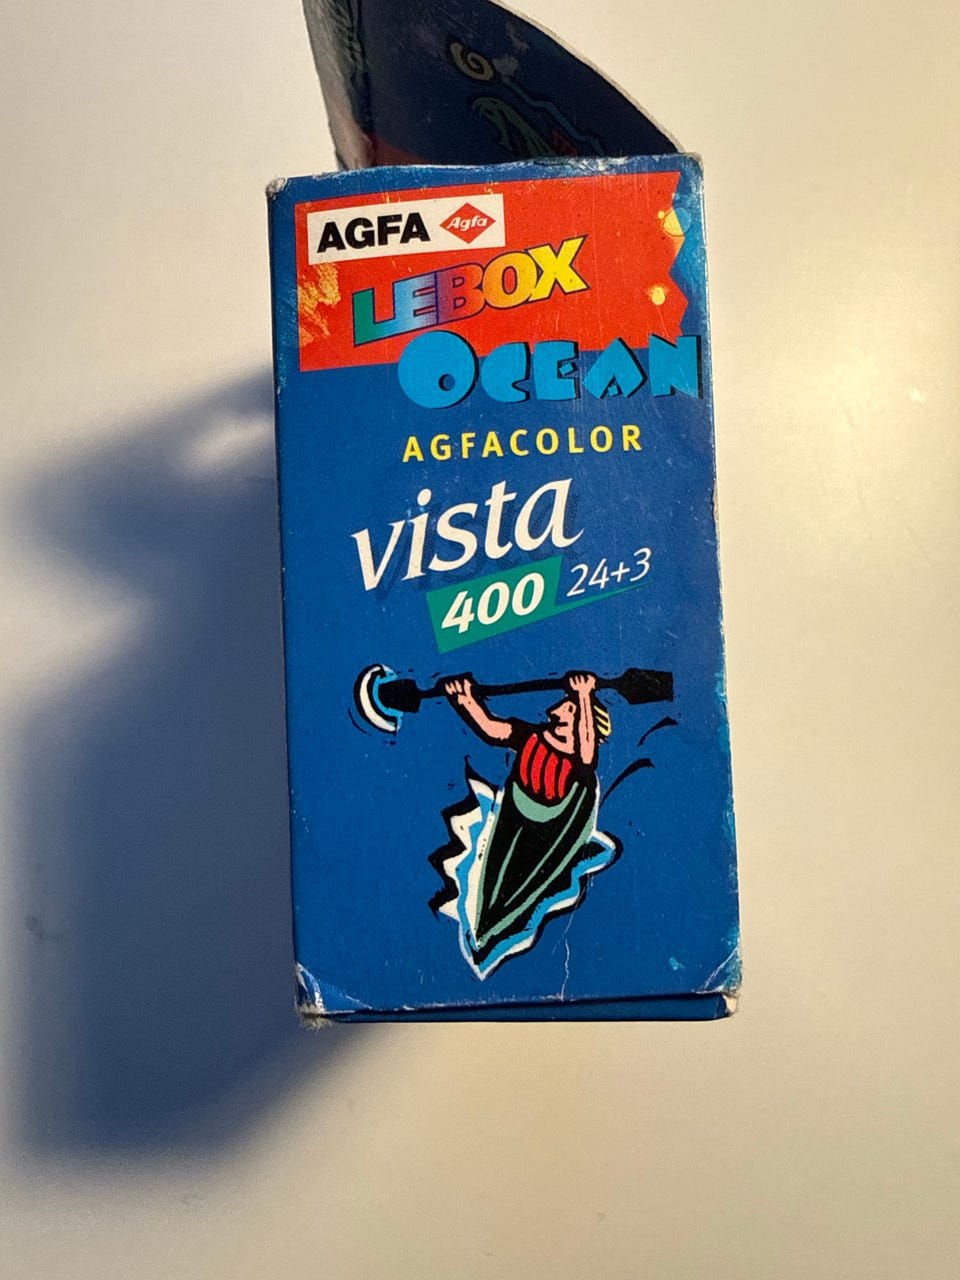 AGFA Agfa
LEBOX
OCEAN
AGFACOLOR
vista
400 24+3